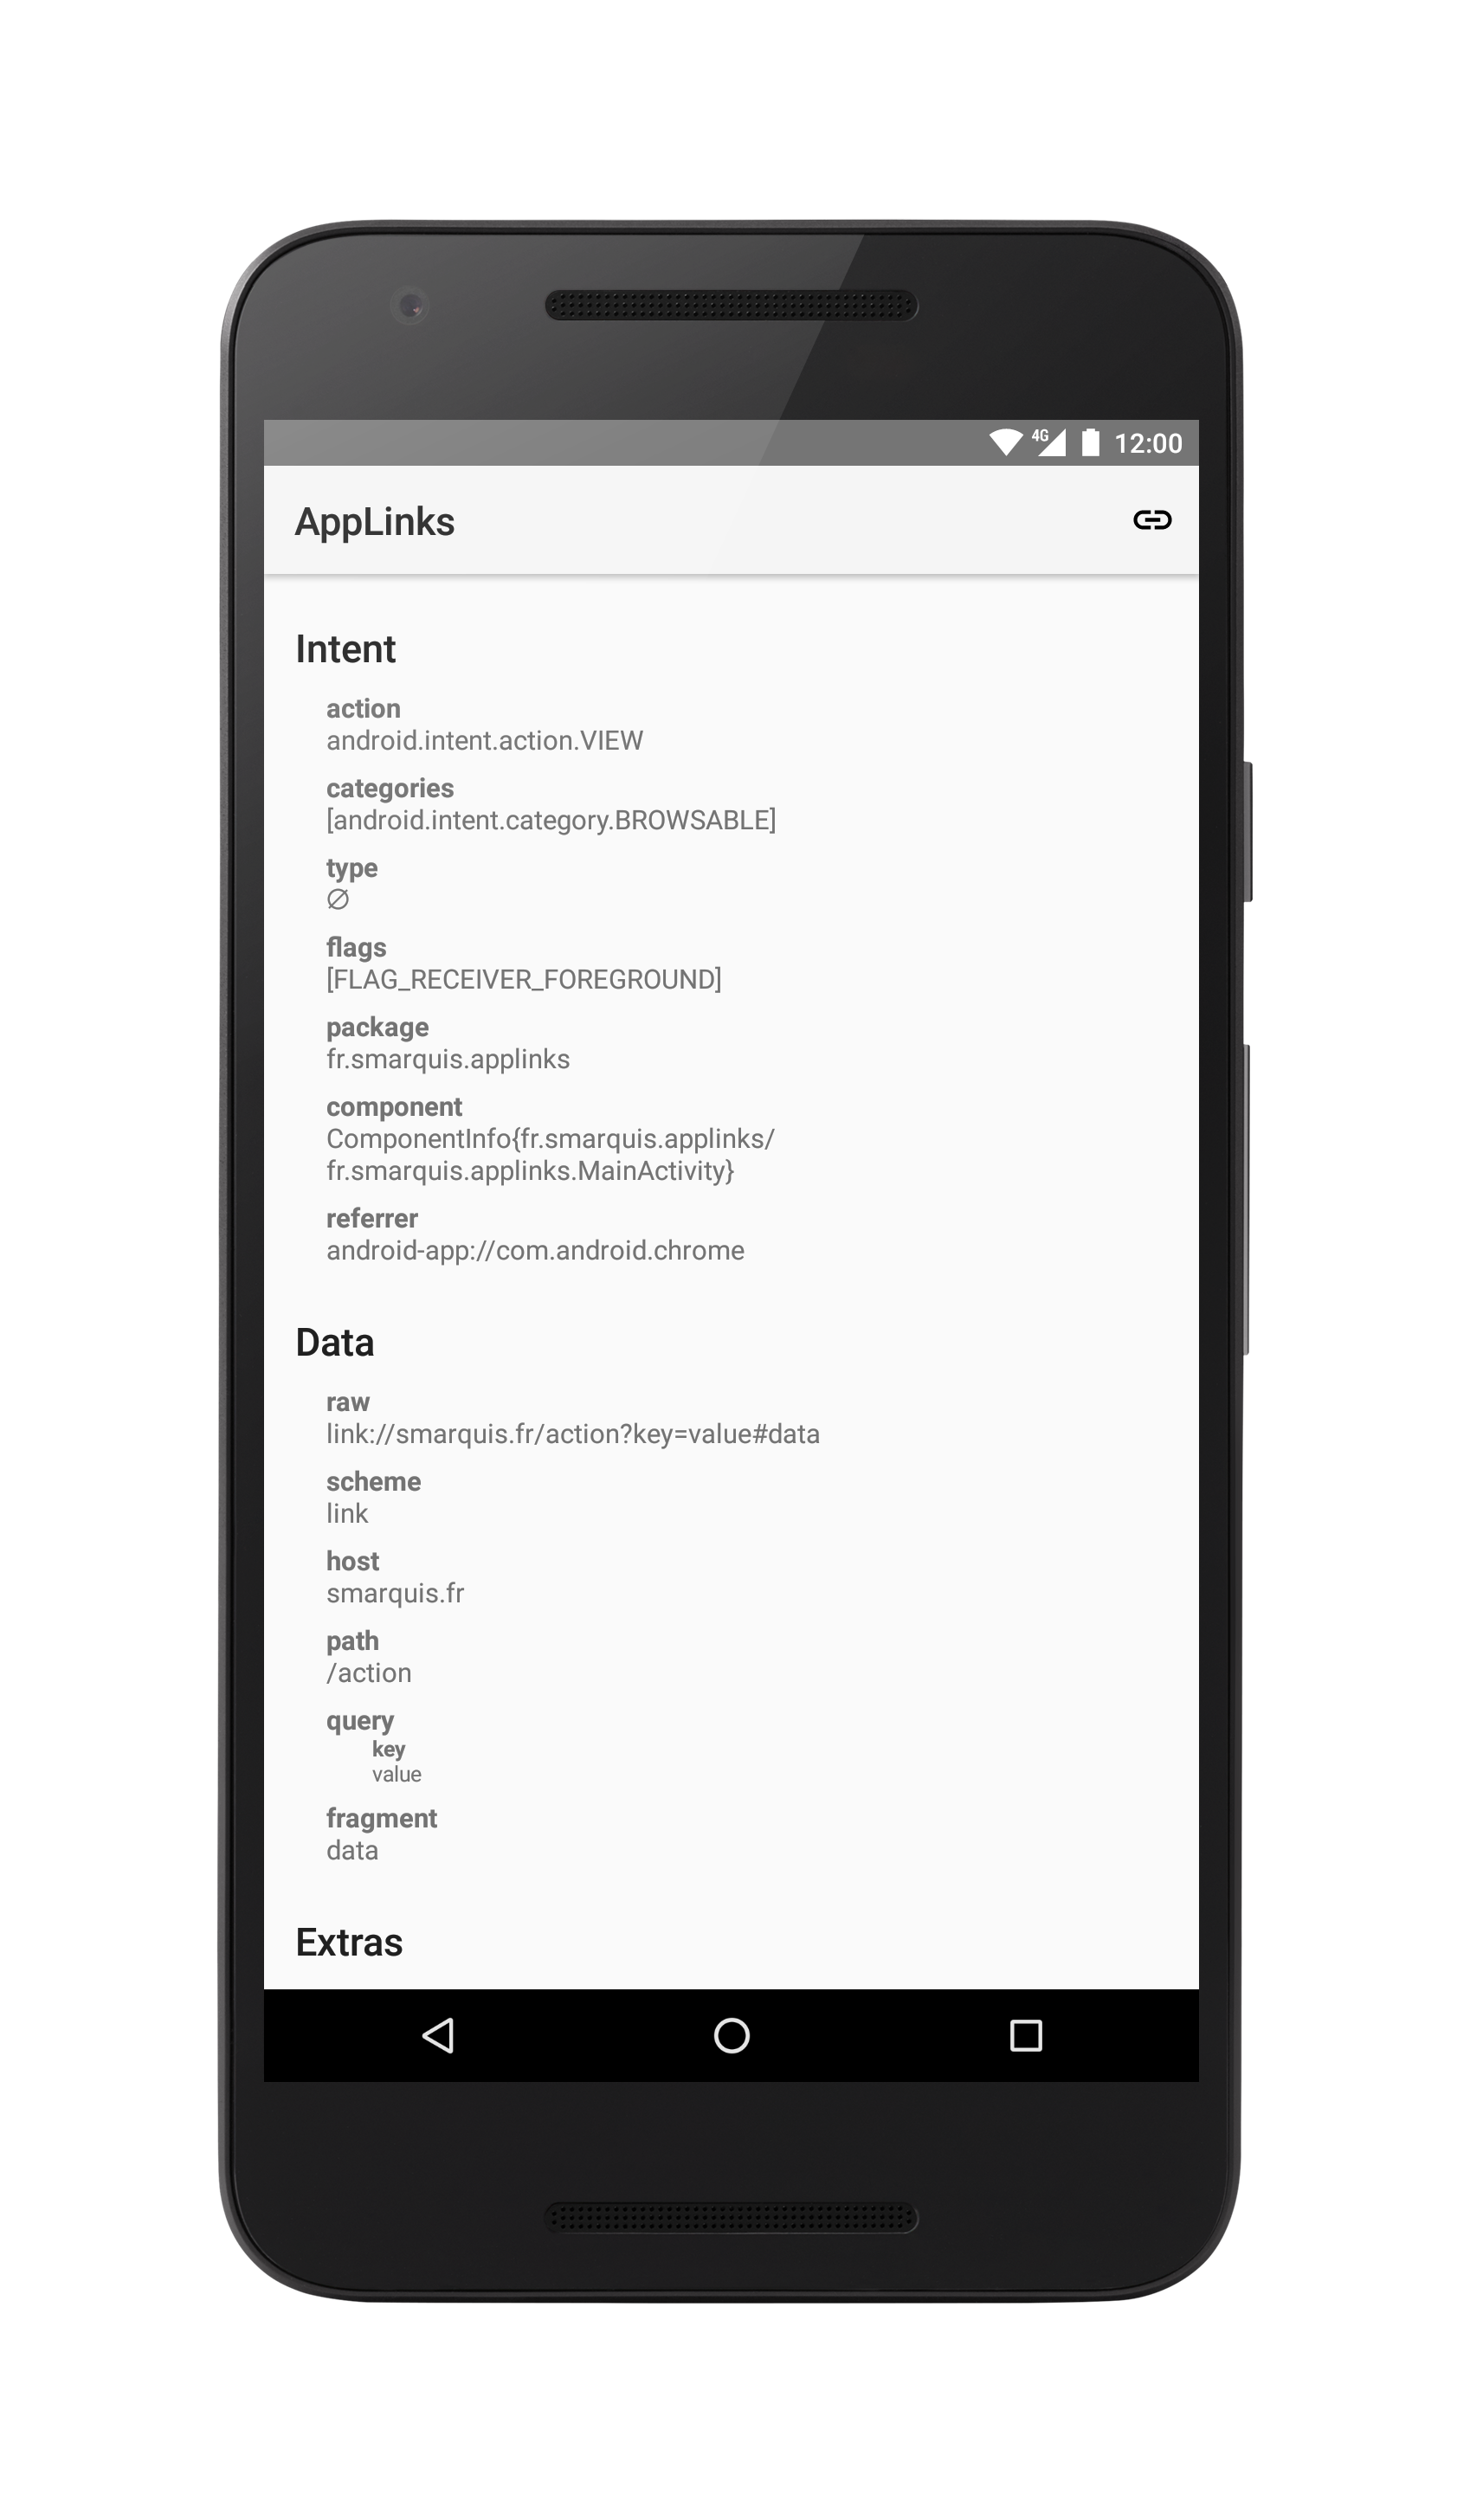 4G 12:00
AppLinks
Intent
action
android.intent.action.VIEW
categories
[android.intent.category.BROWSABLE]
type
∅
flags
[FLAG_RECEIVER_FOREGROUND]
package
fr.smarquis.applinks
component
ComponentInfo{fr.smarquis.applinks/
fr.smarquis.applinks.MainActivity}
referrer
android-app://com.android.chrome
Data
raw
link://smarquis.fr/action?key=value#data
scheme
link
host
smarquis.fr
path
/action
query
key
value
fragment
data
Extras